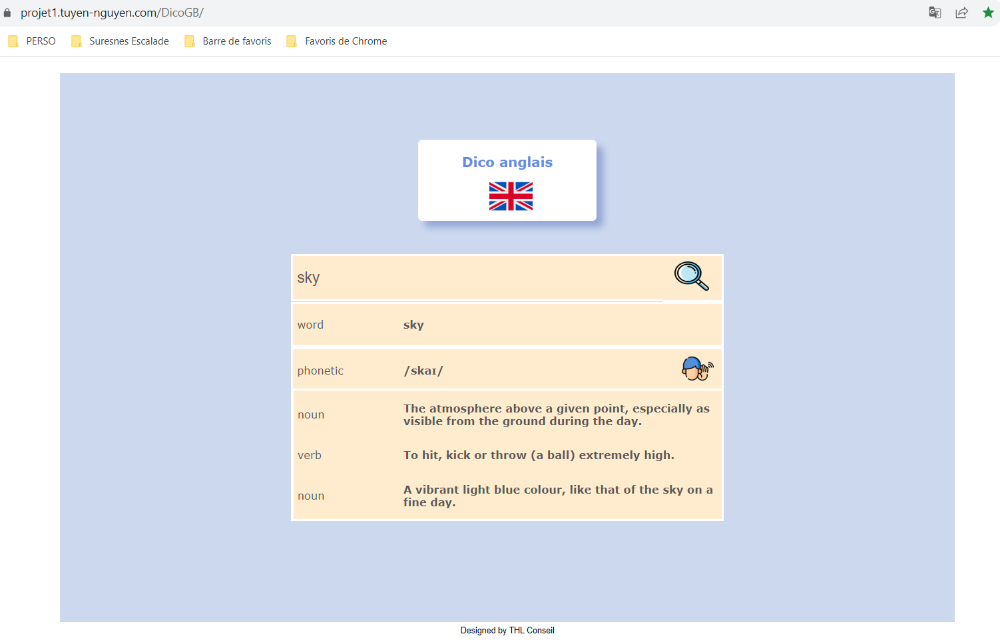 projet1.tuyen-nguyen.com/DicoGB/
PERSO Suresnes Escalade Barre de favoris Favoris de Chrome
Dico anglais
sky
word sky
phonetic /skaɪ/
noun The atmosphere above a given point, especially as
visible from the ground during the day.
verb To hit, kick or throw (a ball) extremely high.
noun A vibrant light blue colour, like that of the sky on a
fine day.
Designed by THL Conseil